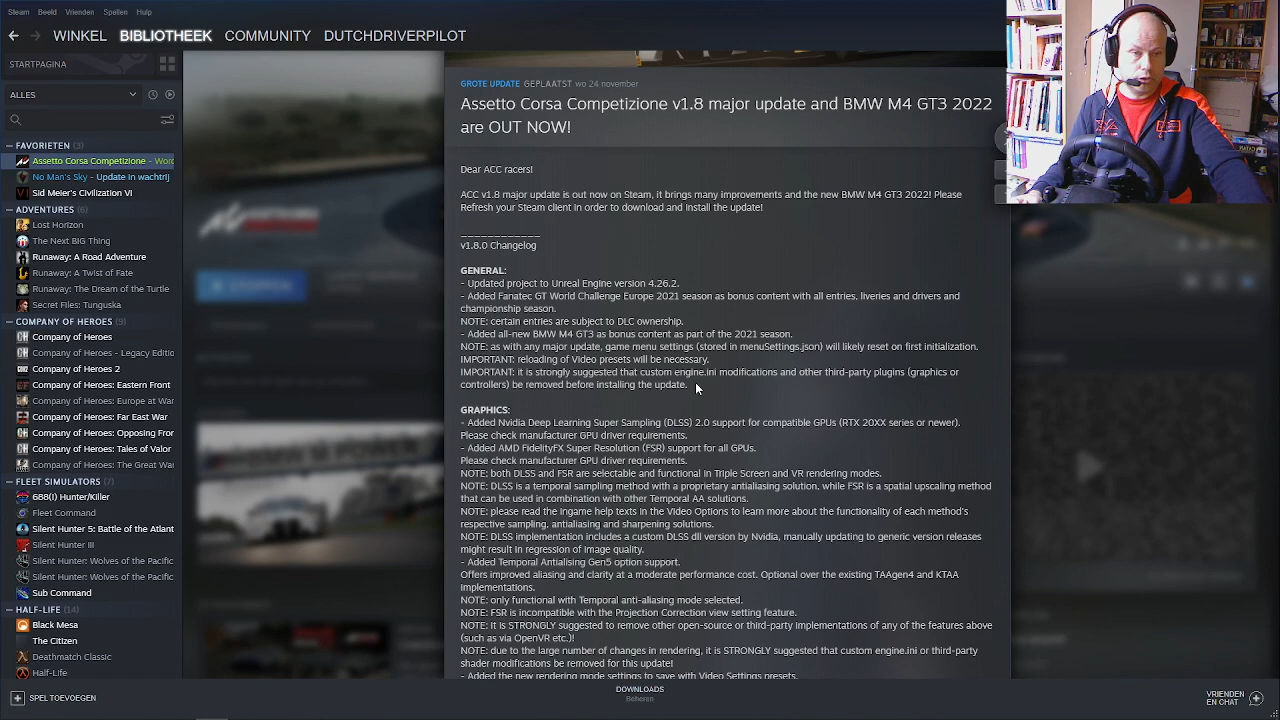 Steam Beeld Vrienden Spellen Hulp
WINKEL BIBLIOTHEEK COMMUNITY DUTCHDRIVERPILOT
STARTPAGINA
ALLES
FAVORIETEN (3)
Assetto Corsa Competizione - Word
No Man's Sky - Update in wachtrij
Sid Meier's Civilization VI
ADVENTURES (6)
Lost Horizon
The Next BIG Thing
Runaway: A Road Adventure
Runaway: A Twist of Fate
Runaway: The Dream of the Turtle
Secret Files: Tunguska
COMPANY OF HEROES (9)
Company of Heroes
Company of Heroes - Legacy Editio
Company of Heroes 2
Company of Heroes: Eastern Front
Company of Heroes: Europe at War
Company of Heroes: Far East War
Company of Heroes: Opposing Fron
Company of Heroes: Tales of Valor
Company of Heroes: The Great War
FLEET SIMULATORS (7)
688(I) Hunter/Killer
Fleet Command
Silent Hunter 5: Battle of the Atlant
Silent Hunter III
Silent Hunter: Wolves of the Pacific
Silent Hunter: Wolves of the Pacific
Sub Command
HALF-LIFE (14)
Black Mesa
The Citizen
Deathmatch Classic
Half-Life
SPEL TOEVOEGEN
GROTE UPDATE GEPLAATST wo 24 november
Assetto Corsa Competizione v1.8 major update and BMW M4 GT3 2022
are OUT NOW!
Dear ACC racers!
ACC v1.8 major update is out now on Steam, it brings many improvements and the new BMW M4 GT3 2022! Please
Refresh your Steam client in order to download and install the update!
_______________
v1.8.0 Changelog
GENERAL:
- Updated project to Unreal Engine version 4.26.2.
- Added Fanatec GT World Challenge Europe 2021 season as bonus content with all entries, liveries and drivers and
championship season.
NOTE: certain entries are subject to DLC ownership.
- Added all-new BMW M4 GT3 as bonus content as part of the 2021 season.
NOTE: as with any major update, game menu settings (stored in menuSettings.json) will likely reset on first initialization.
IMPORTANT: reloading of Video presets will be necessary.
IMPORTANT: it is strongly suggested that custom engine.ini modifications and other third-party plugins (graphics or
controllers) be removed before installing the update.
GRAPHICS:
- Added Nvidia Deep Learning Super Sampling (DLSS) 2.0 support for compatible GPUs (RTX 20XX series or newer).
Please check manufacturer GPU driver requirements.
- Added AMD FidelityFX Super Resolution (FSR) support for all GPUs.
Please check manufacturer GPU driver requirements.
NOTE: both DLSS and FSR are selectable and functional in Triple Screen and VR rendering modes.
NOTE: DLSS is a temporal sampling method with a proprietary antialiasing solution, while FSR is a spatial upscaling method
that can be used in combination with other Temporal AA solutions.
NOTE: please read the ingame help texts in the Video Options to learn more about the functionality of each method's
respective sampling, antialiasing and sharpening solutions.
NOTE: DLSS implementation includes a custom DLSS dll version by Nvidia, manually updating to generic version releases
might result in regression of image quality.
- Added Temporal Antialising Gen5 option support.
Offers improved aliasing and clarity at a moderate performance cost. Optional over the existing TAAgen4 and KTAA
implementations.
NOTE: only functional with Temporal anti-aliasing mode selected.
NOTE: FSR is incompatible with the Projection Correction view setting feature.
NOTE: it is STRONGLY suggested to remove other open-source or third-party implementations of any of the features above
(such as via OpenVR etc.)!
NOTE: due to the large number of changes in rendering, it is STRONGLY suggested that custom engine.ini or third-party
shader modifications be removed for this update!
- Added the new rendering mode settings to save with Video Settings presets.
DOWNLOADS
Beheren
VRIENDEN
EN CHAT